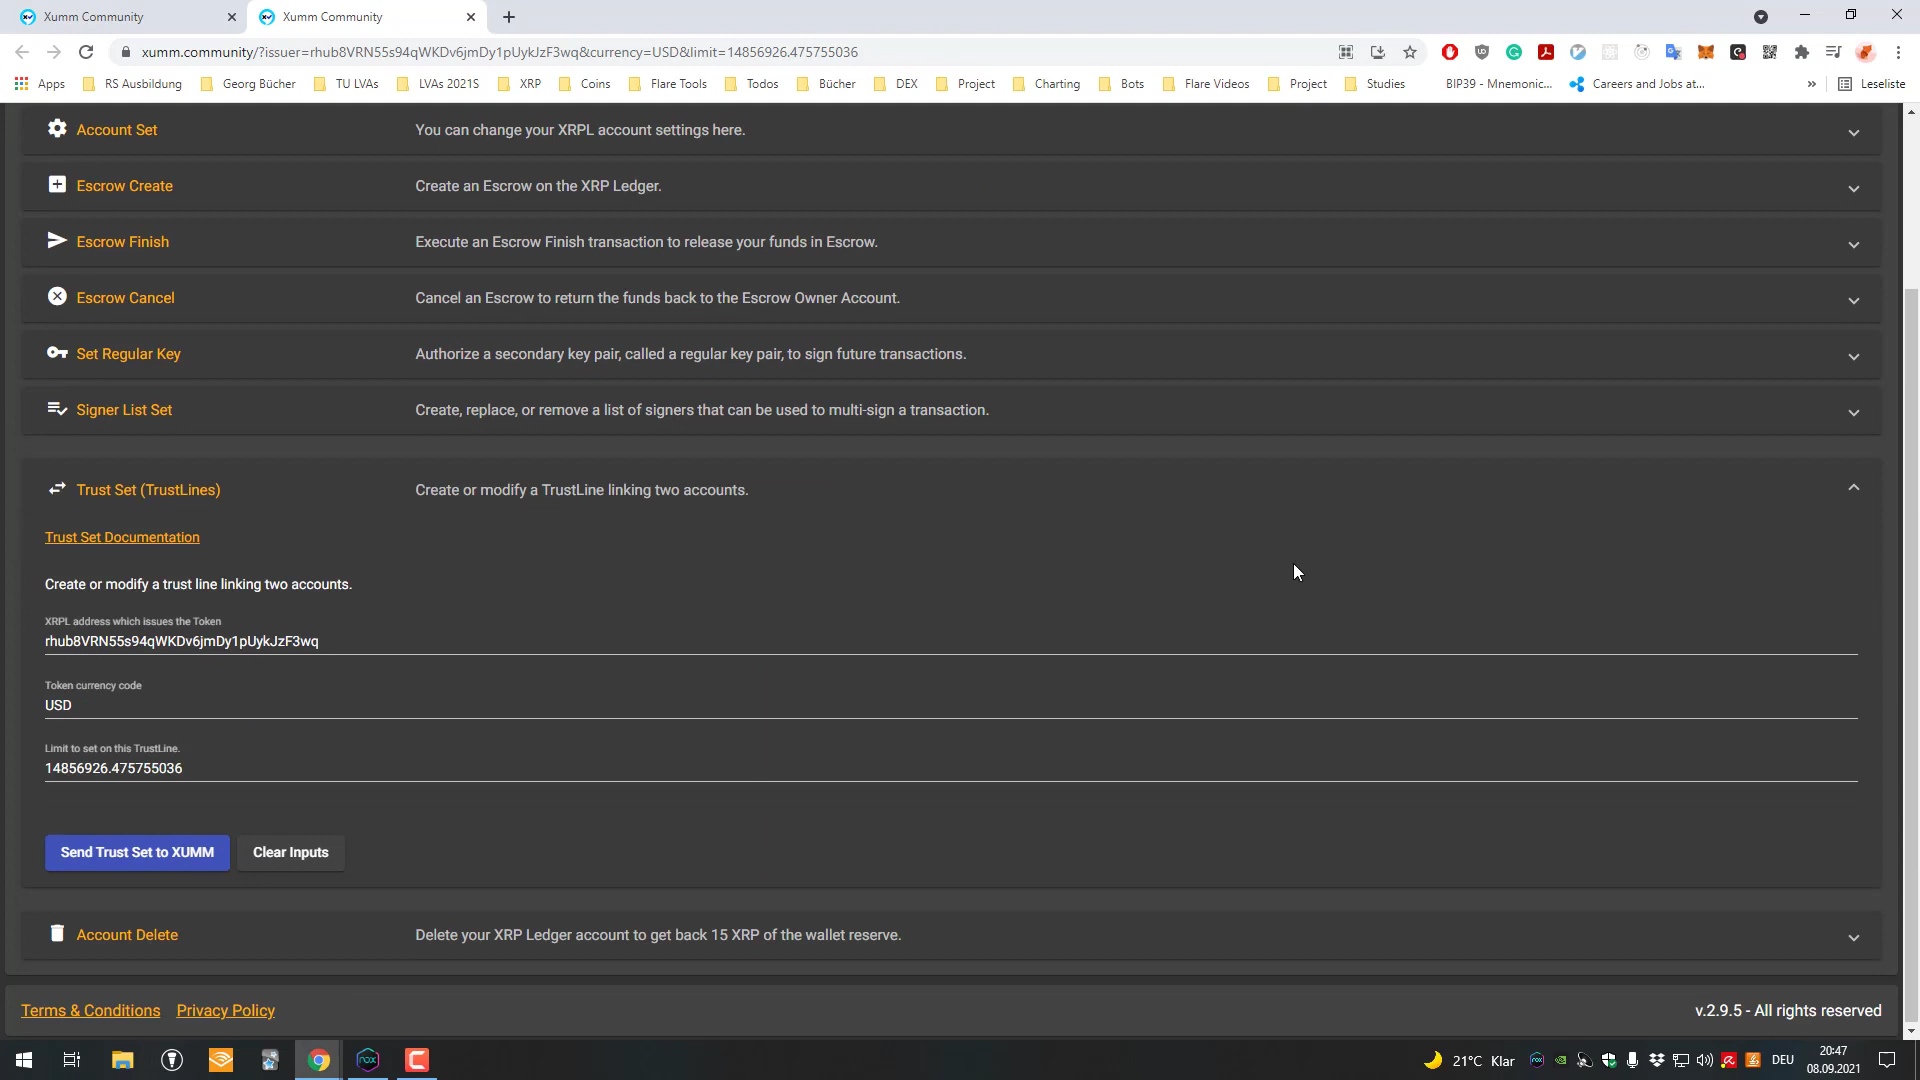 Xumm Community
Xumm Community
xumm.community/?issuer=rhub8VRN55s94qWKDv6jmDy1pUykJzF3wq&currency=USD&limit=14856926.475755036
Apps
RS Ausbildung
Georg Bücher
TU LVAs
LVAs 2021S
XRP
Coins
Flare Tools
Todos
Bücher
DEX
Project
Charting
Bots
Flare Videos
Project
Studies
BIP39 - Mnemonic...
Careers and Jobs at...
»
Leseliste
Account Set
You can change your XRPL account settings here.
Escrow Create
Create an Escrow on the XRP Ledger.
Escrow Finish
Execute an Escrow Finish transaction to release your funds in Escrow.
Escrow Cancel
Cancel an Escrow to return the funds back to the Escrow Owner Account.
Set Regular Key
Authorize a secondary key pair, called a regular key pair, to sign future transactions.
Signer List Set
Create, replace, or remove a list of signers that can be used to multi-sign a transaction.
Trust Set (TrustLines)
Create or modify a TrustLine linking two accounts.
Trust Set Documentation
Create or modify a trust line linking two accounts.
XRPL address which issues the Token
rhub8VRN55s94qWKDv6jmDy1pUykJzF3wq
Token currency code
USD
Limit to set on this TrustLine.
14856926.475755036
Send Trust Set to XUMM
Clear Inputs
Account Delete
Delete your XRP Ledger account to get back 15 XRP of the wallet reserve.
Terms & Conditions
Privacy Policy
v.2.9.5 - All rights reserved
21°C Klar
DEU
20:47
08.09.2021